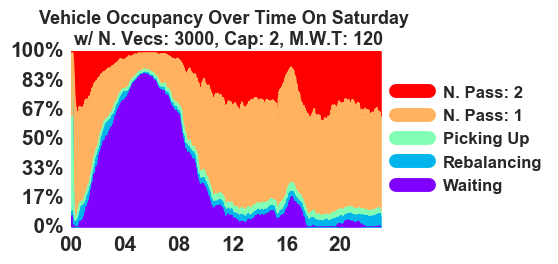 Vehicle Occupancy Over Time On Saturday
w/ N. Vecs: 3000, Cap: 2, M.W.T: 120
100%
83%
67%
50%
33%
17%
0%
00 04 08 12 16 20
N. Pass: 2
N. Pass: 1
Picking Up
Rebalancing
Waiting